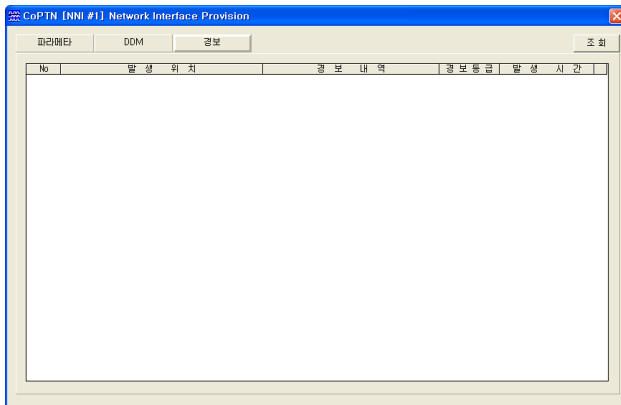 CoPTN [NNI #1] Network Interface Provision
파라메타 DDM 경보 조 회
No 발 생 위 치 경 보 내 역 경보등급 발 생 시 간